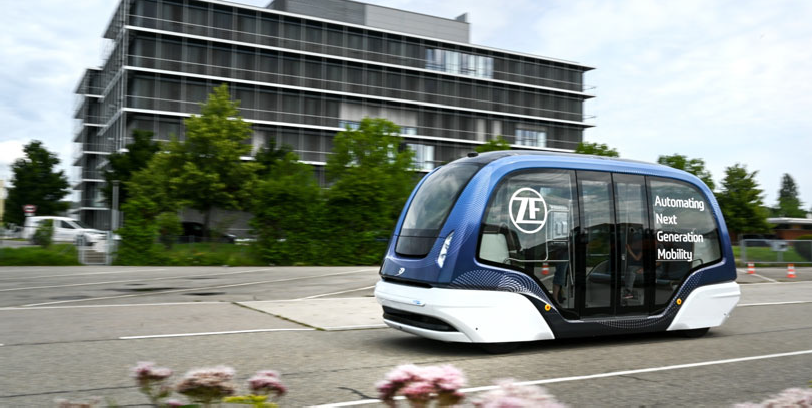 ZF
Automating
Next
Generation
Mobility